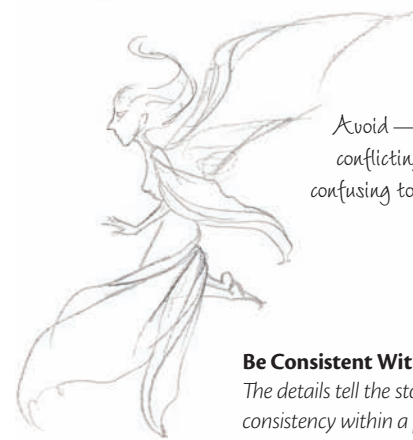 Avoid —
conflicting
confusing to
Be Consistent Wit
The details tell the sto
consistency within a